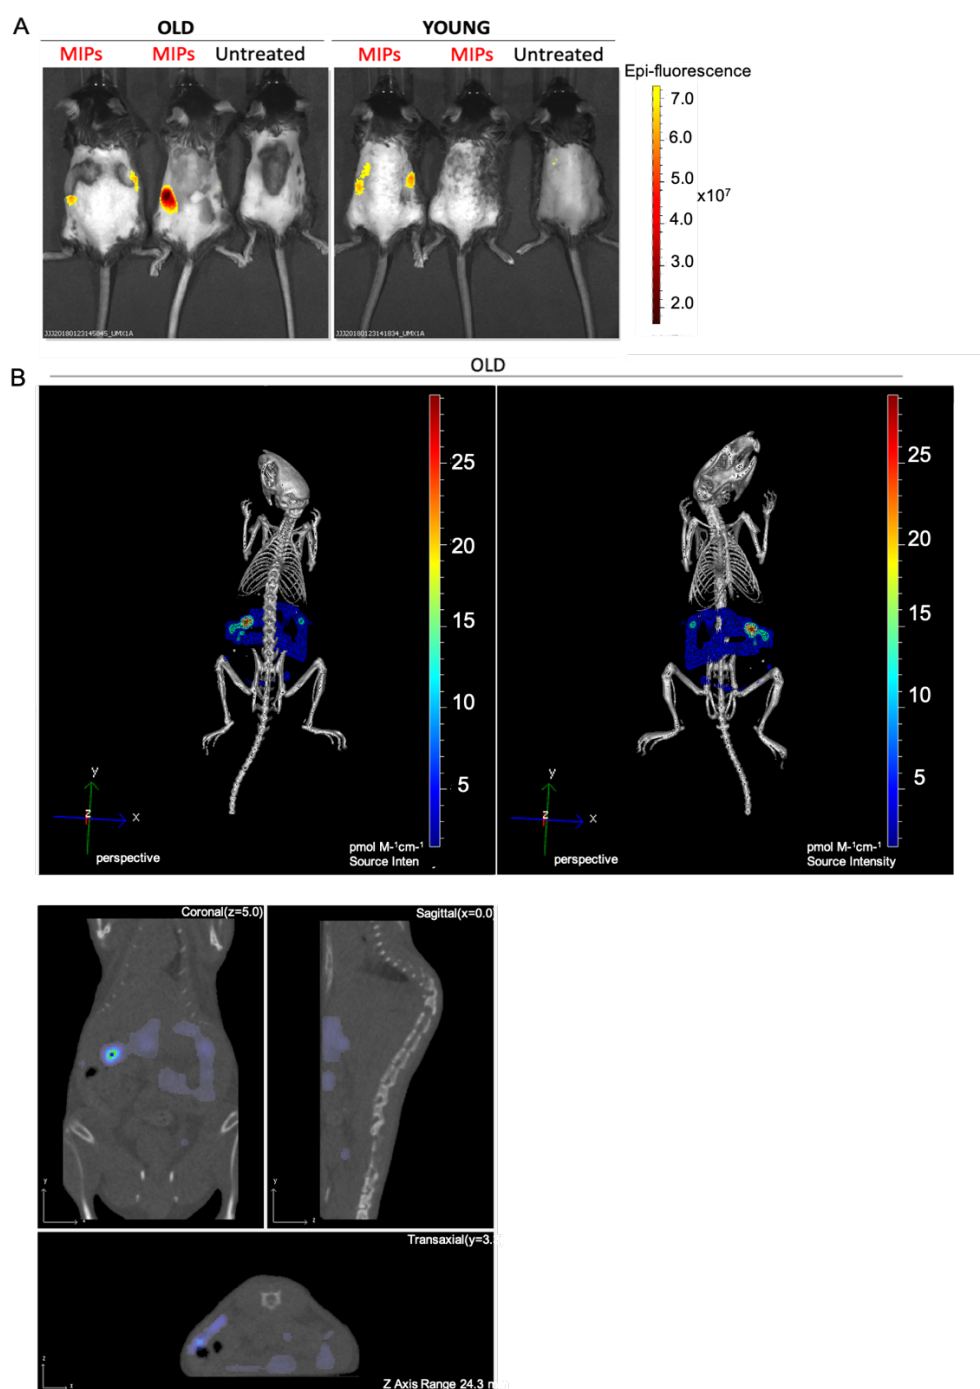 A
OLD
YOUNG
MIPs MIPs Untreated
MIPs MIPs Untreated
Epi-fluorescence
7.0
6.0
5.0
x10⁷
4.0
3.0
2.0
JJJ20180123145845_UMX1A
JJJ20180123141834_UMX1A
B
OLD
25
20
15
10
5
y
z
x
perspective
pmol M⁻¹cm⁻¹
Source Inten
25
20
15
10
5
y
z
x
perspective
pmol M⁻¹cm⁻¹
Source Intensity
Coronal(z=5.0)
y
Sagittal(x=0.0)
y
z
Transaxial(y=3.
z
Z Axis Range 24.3 m